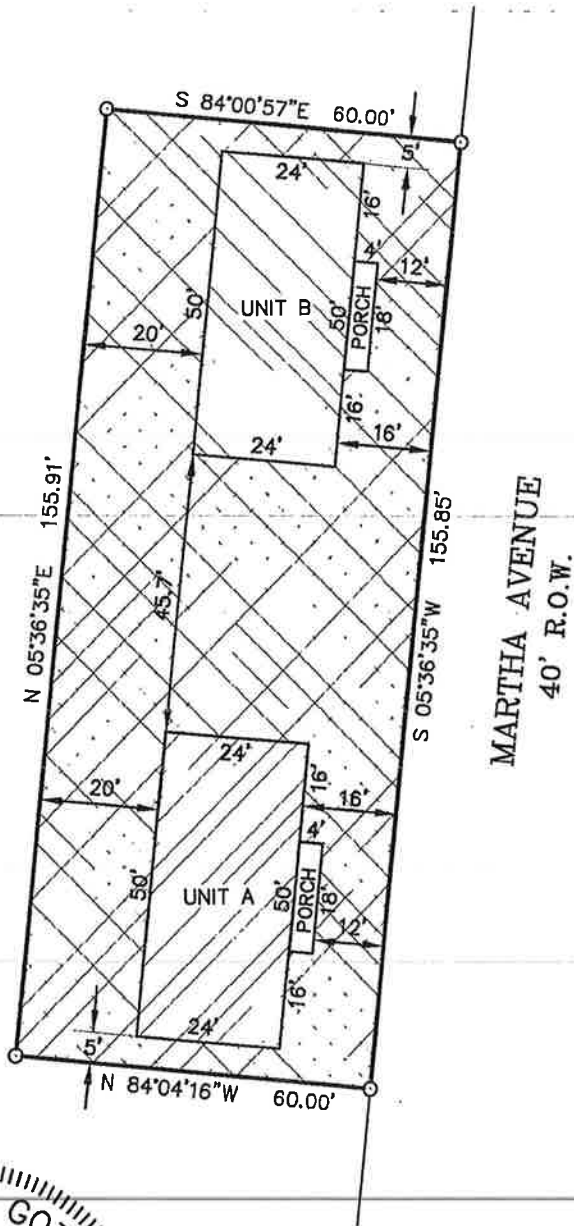 S 84°00'57"E 60.00'
5'
24'
16'
4'
12'
50'
UNIT B
50'
PORCH
18'
20'
16'
16'
24'
N 05°36'35"E 155.91'
S 05°36'35"W 155.85'
MARTHA AVENUE
40' R.O.W.
45.7'
24'
16'
20'
16'
4'
50'
UNIT A
50'
PORCH
18'
12'
16'
24'
5'
N 84°04'16"W 60.00'